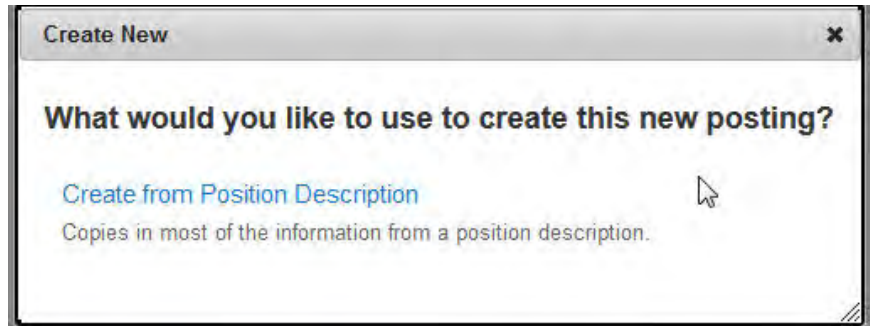 Create New
What would you like to use to create this new posting?
Create from Position Description
Copies in most of the information from a position description.